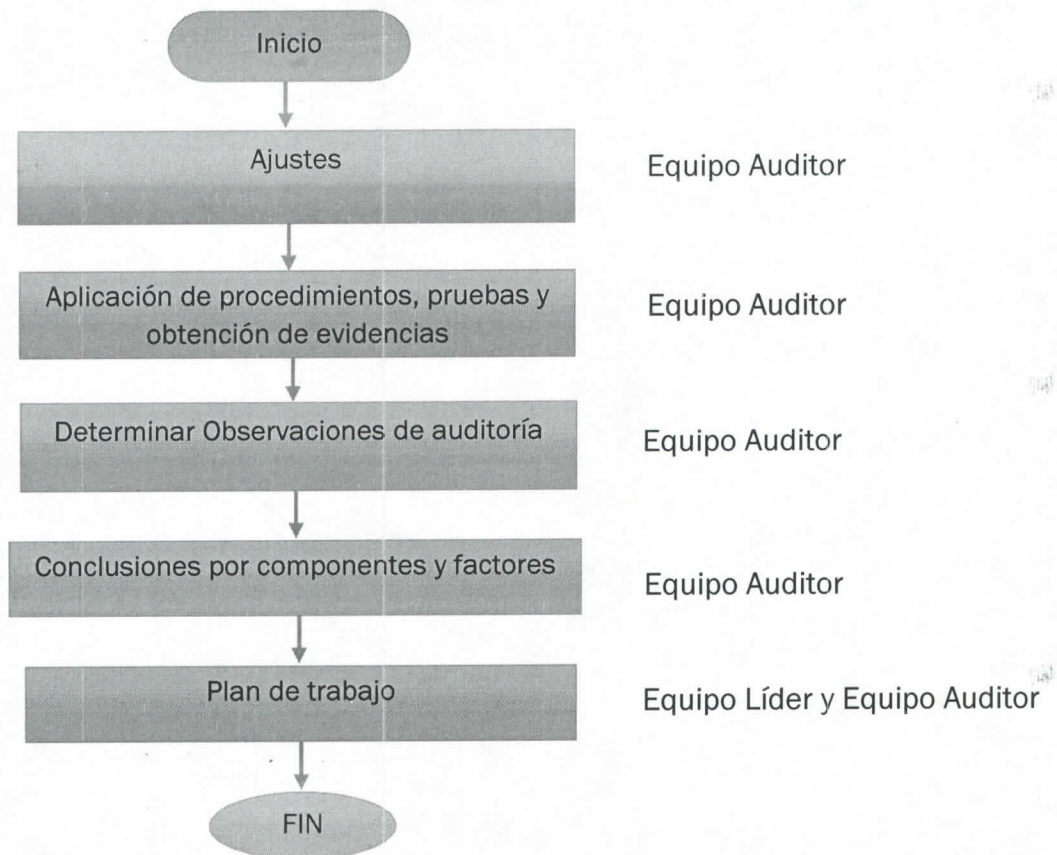 Inicio
Ajustes
Equipo Auditor
Aplicación de procedimientos, pruebas y
obtención de evidencias
Equipo Auditor
Determinar Observaciones de auditoría
Equipo Auditor
Conclusiones por componentes y factores
Equipo Auditor
Plan de trabajo
Equipo Líder y Equipo Auditor
FIN